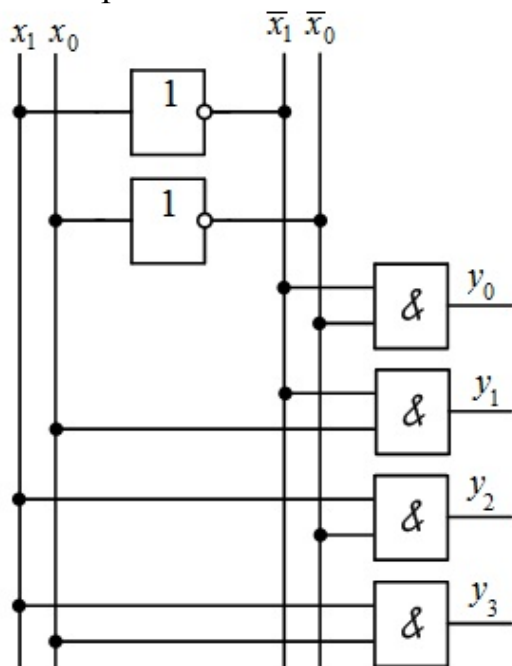 x₁ x₀ x̅₁ x̅₀
1
1
& y₀
& y₁
& y₂
& y₃